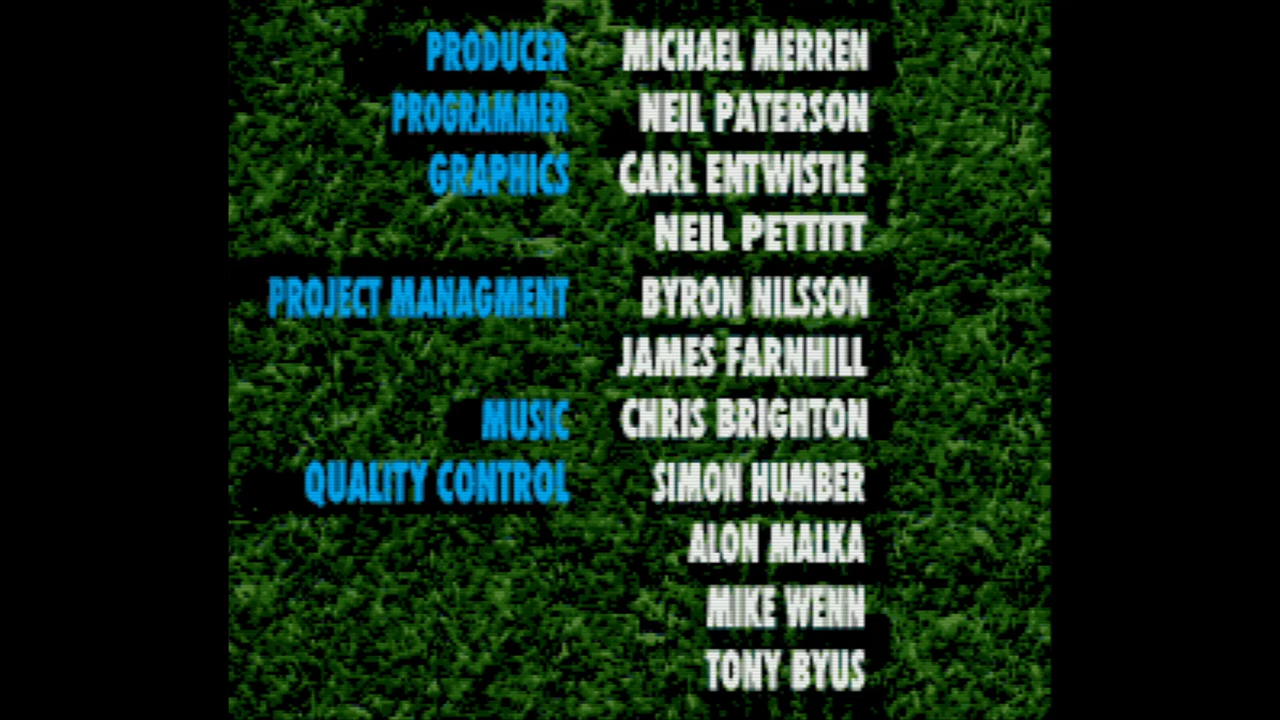 PRODUCER MICHAEL MERREN
PROGRAMMER NEIL PATERSON
GRAPHICS CARL ENTWISTLE
NEIL PETTITT
PROJECT MANAGMENT BYRON NILSSON
JAMES FARNHILL
MUSIC CHRIS BRIGHTON
QUALITY CONTROL SIMON HUMBER
ALON MALKA
MIKE WENN
TONY BYUS